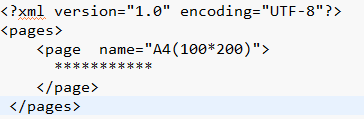 <?xml version="1.0" encoding="UTF-8"?>
<pages>
    <page  name="A4(100*200)">
      ***********
    </page>
 </pages>